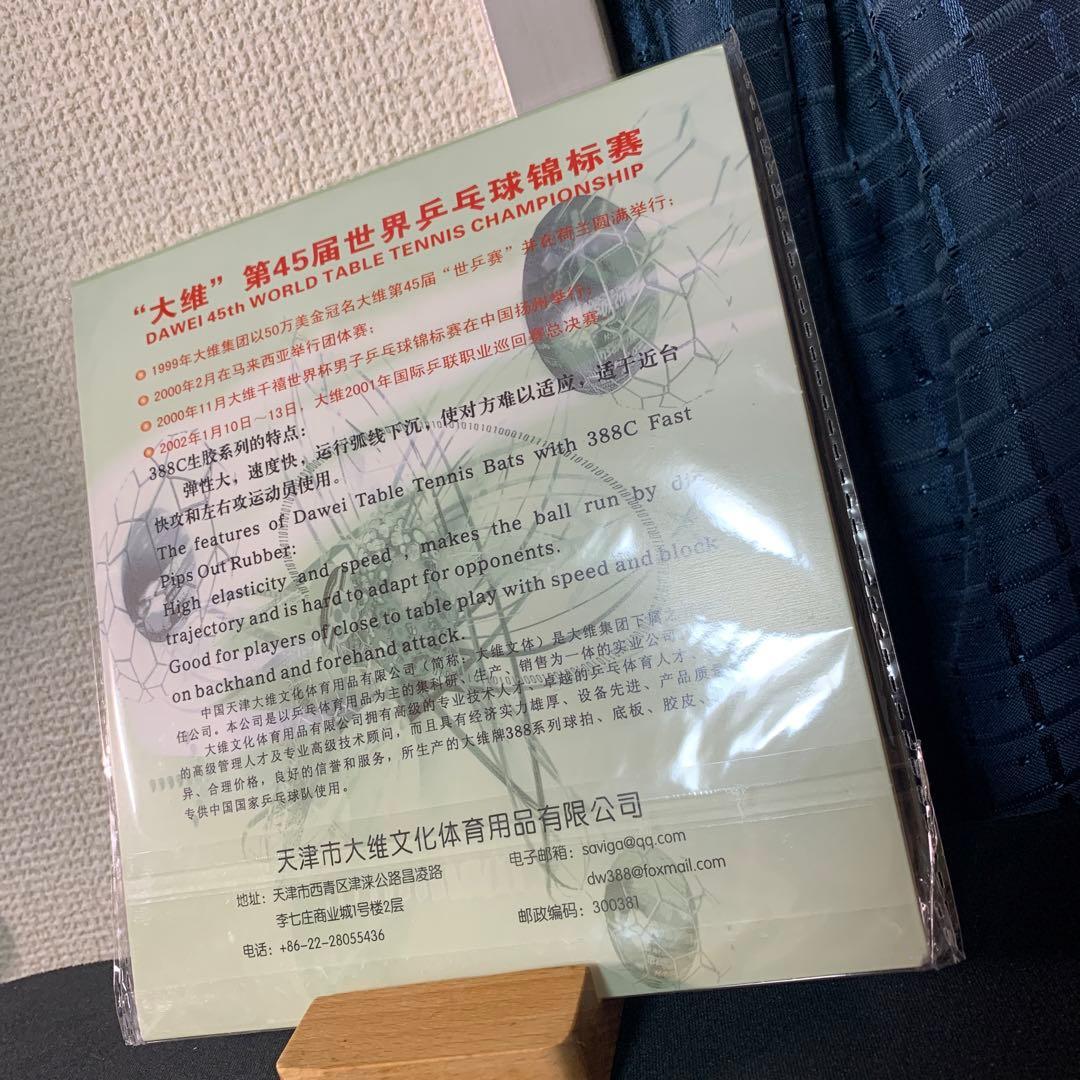 “大维”第45届世界乒乓球锦标赛
DAWEI 45th WORLD TABLE TENNIS CHAMPIONSHIP
1999年大维集团以50万美金冠名大维第45届“世乒赛”并在荷兰圆满举行；
2000年2月在马来西亚举行团体赛；
2000年11月大维千禧世界杯男子乒乓球锦标赛在中国扬州举行；
2002年1月10日～13日，大维2001年国际乒联职业巡回赛总决赛
388C生胶系列的特点：
弹性大，速度快，运行弧线下沉，使对方难以适应，适于近台
快攻和左右攻运动员使用。
The features of Dawei Table Tennis Bats with 388C Fast
Pips Out Rubber:
High elasticity and speed , makes the ball run by
trajectory and is hard to adapt for opponents.
Good for players of close to table play with speed and block
on backhand and forehand attack.
中国天津大维文化体育用品有限公司（简称：大维文体）是大维集团下属
任公司。本公司是以乒乓体育用品为主的集科研、生产、销售为一体的实业公司
大维文化体育用品有限公司拥有高级的专业技术人才、卓越的乒乓体育人才、
的高级管理人才及专业高级技术顾问，而且具有经济实力雄厚、设备先进、产品质
异、合理价格，良好的信誉和服务，所生产的大维牌388系列球拍、底板、胶皮、
专供中国国家乒乓球队使用。
天津市大维文化体育用品有限公司
地址：天津市西青区津涞公路昌凌路
李七庄商业城1号楼2层
电话：+86-22-28055436
电子邮箱：saviga@qq.com
dw388@foxmail.com
邮政编码：300381